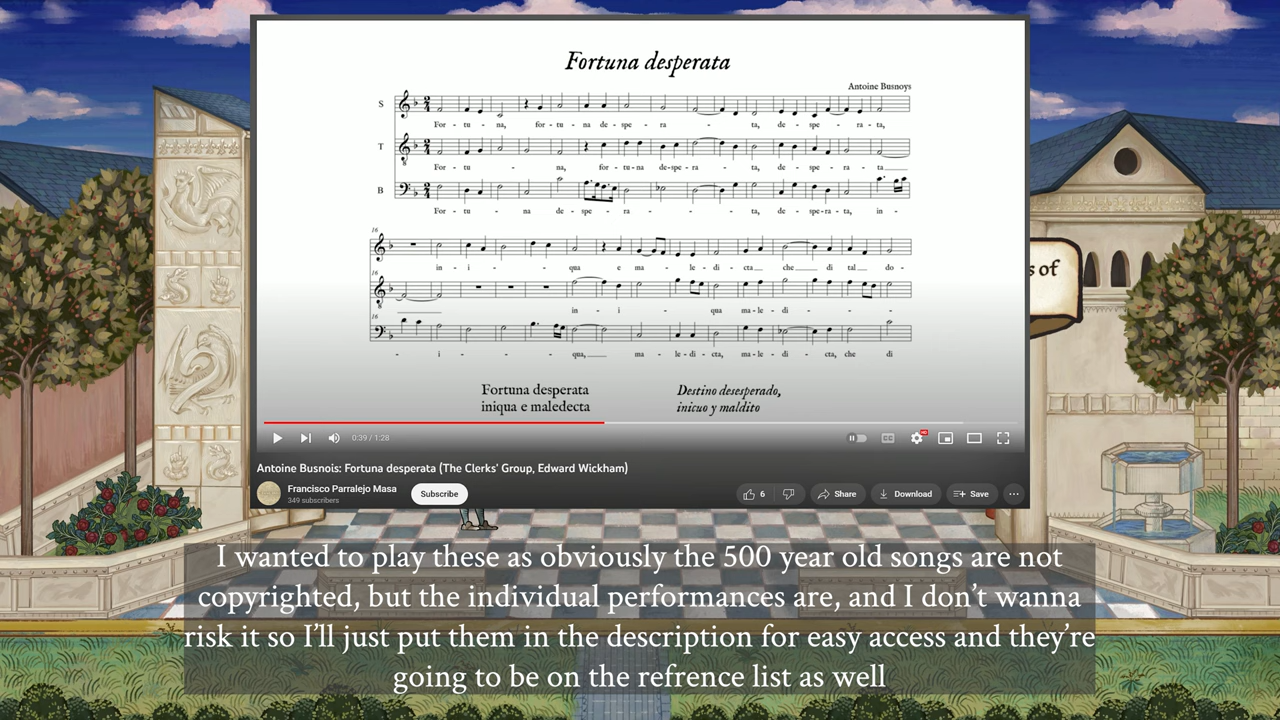 Fortuna desperata
Antoine Busnoys
S
For - tu - na, for - tu - na de - spe - ra - ta, de - spe - ra - ta,
T
For - tu - na, for - tu - na de-spe - ra - ta, de - spe - ra - ta
B
For - tu - na de - spe - ra - ta, de - spe - ra - ta, in -
16
in - i - qua e ma - le - di - cta che di tal do -
16
in - i - qua ma - le - di -
16
- i - qua, ma - le - di - cta, ma - le - di - cta, che di
Fortuna desperata
iniqua e maledecta
Destino desesperado,
inicuo y maldito
s of
0:39 / 1:28
CC
HD
Antoine Busnois: Fortuna desperata (The Clerks' Group, Edward Wickham)
Francisco Parralejo Masa
349 subscribers
Subscribe
6
Share
Download
Save
I wanted to play these as obviously the 500 year old songs are not
copyrighted, but the individual performances are, and I don't wanna
risk it so I'll just put them in the description for easy access and they're
going to be on the refrence list as well